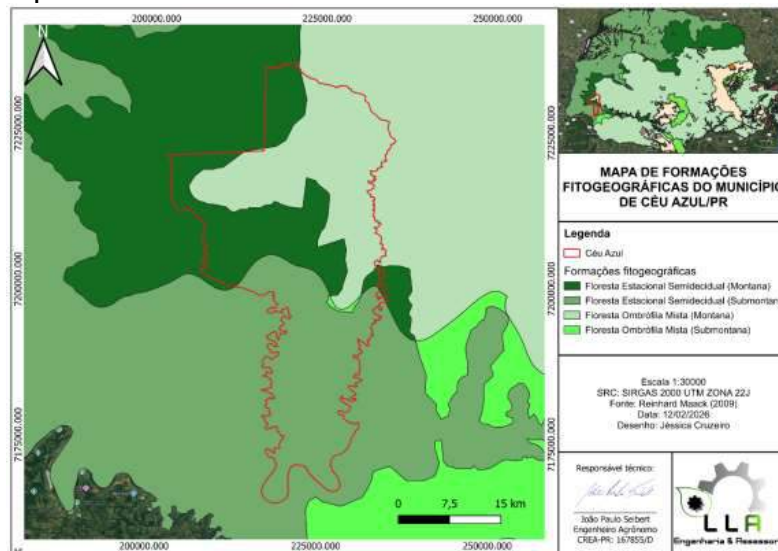 200000.000
225000.000
250000.000
N
7225000.000
7225000.000
7200000.000
7200000.000
7175000.000
7175000.000
0 7,5 15 km
200000.000
225000.000
250000.000
MAPA DE FORMAÇÕES
FITOGEOGRÁFICAS DO MUNICÍPIO
DE CÉU AZUL/PR
Legenda
Céu Azul
Formações fitogeográficas
Floresta Estacional Semidecidual (Montana)
Floresta Estacional Semidecidual (Submontana
Floresta Ombrófila Mista (Montana)
Floresta Ombrófila Mista (Submontana)
Escala 1:30000
SRC: SIRGAS 2000 UTM ZONA 22J
Fonte: Reinhard Maack (2009)
Data: 12/02/2026
Desenho: Jéssica Cruzeiro
Responsável técnico:
João Paulo Seibert
Engenheiro Agrônomo
CREA-PR: 167855/D
LLA
Engenharia & Assessor